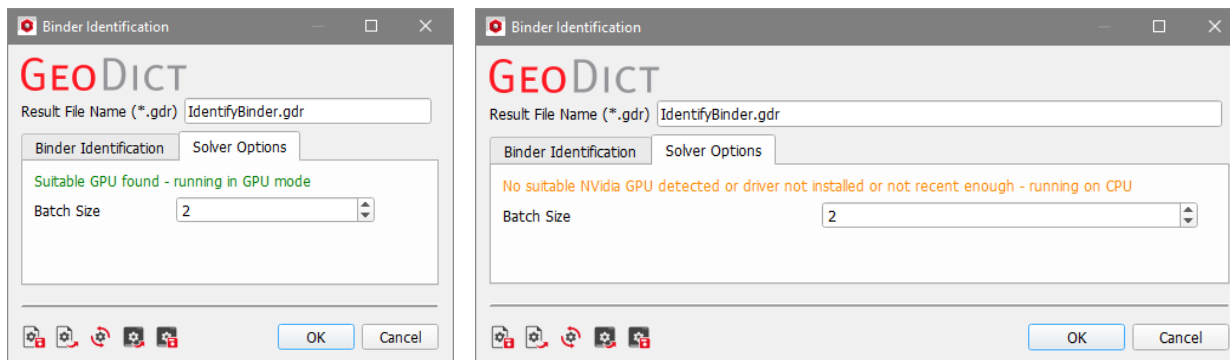 Binder Identification
GEODICT
Result File Name (*.gdr) IdentifyBinder.gdr
Binder Identification Solver Options
Suitable GPU found - running in GPU mode
Batch Size 2
OK Cancel
Binder Identification
GEODICT
Result File Name (*.gdr) IdentifyBinder.gdr
Binder Identification Solver Options
No suitable NVidia GPU detected or driver not installed or not recent enough - running on CPU
Batch Size 2
OK Cancel